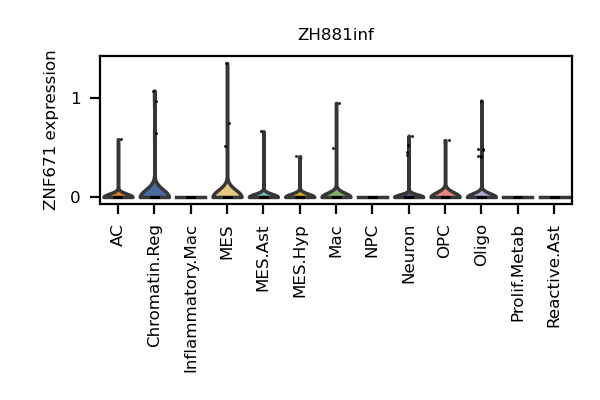 ZH881inf
ZNF671 expression
1
0
AC
Chromatin.Reg
Inflammatory.Mac
MES
MES.Ast
MES.Hyp
Mac
NPC
Neuron
OPC
Oligo
Prolif.Metab
Reactive.Ast